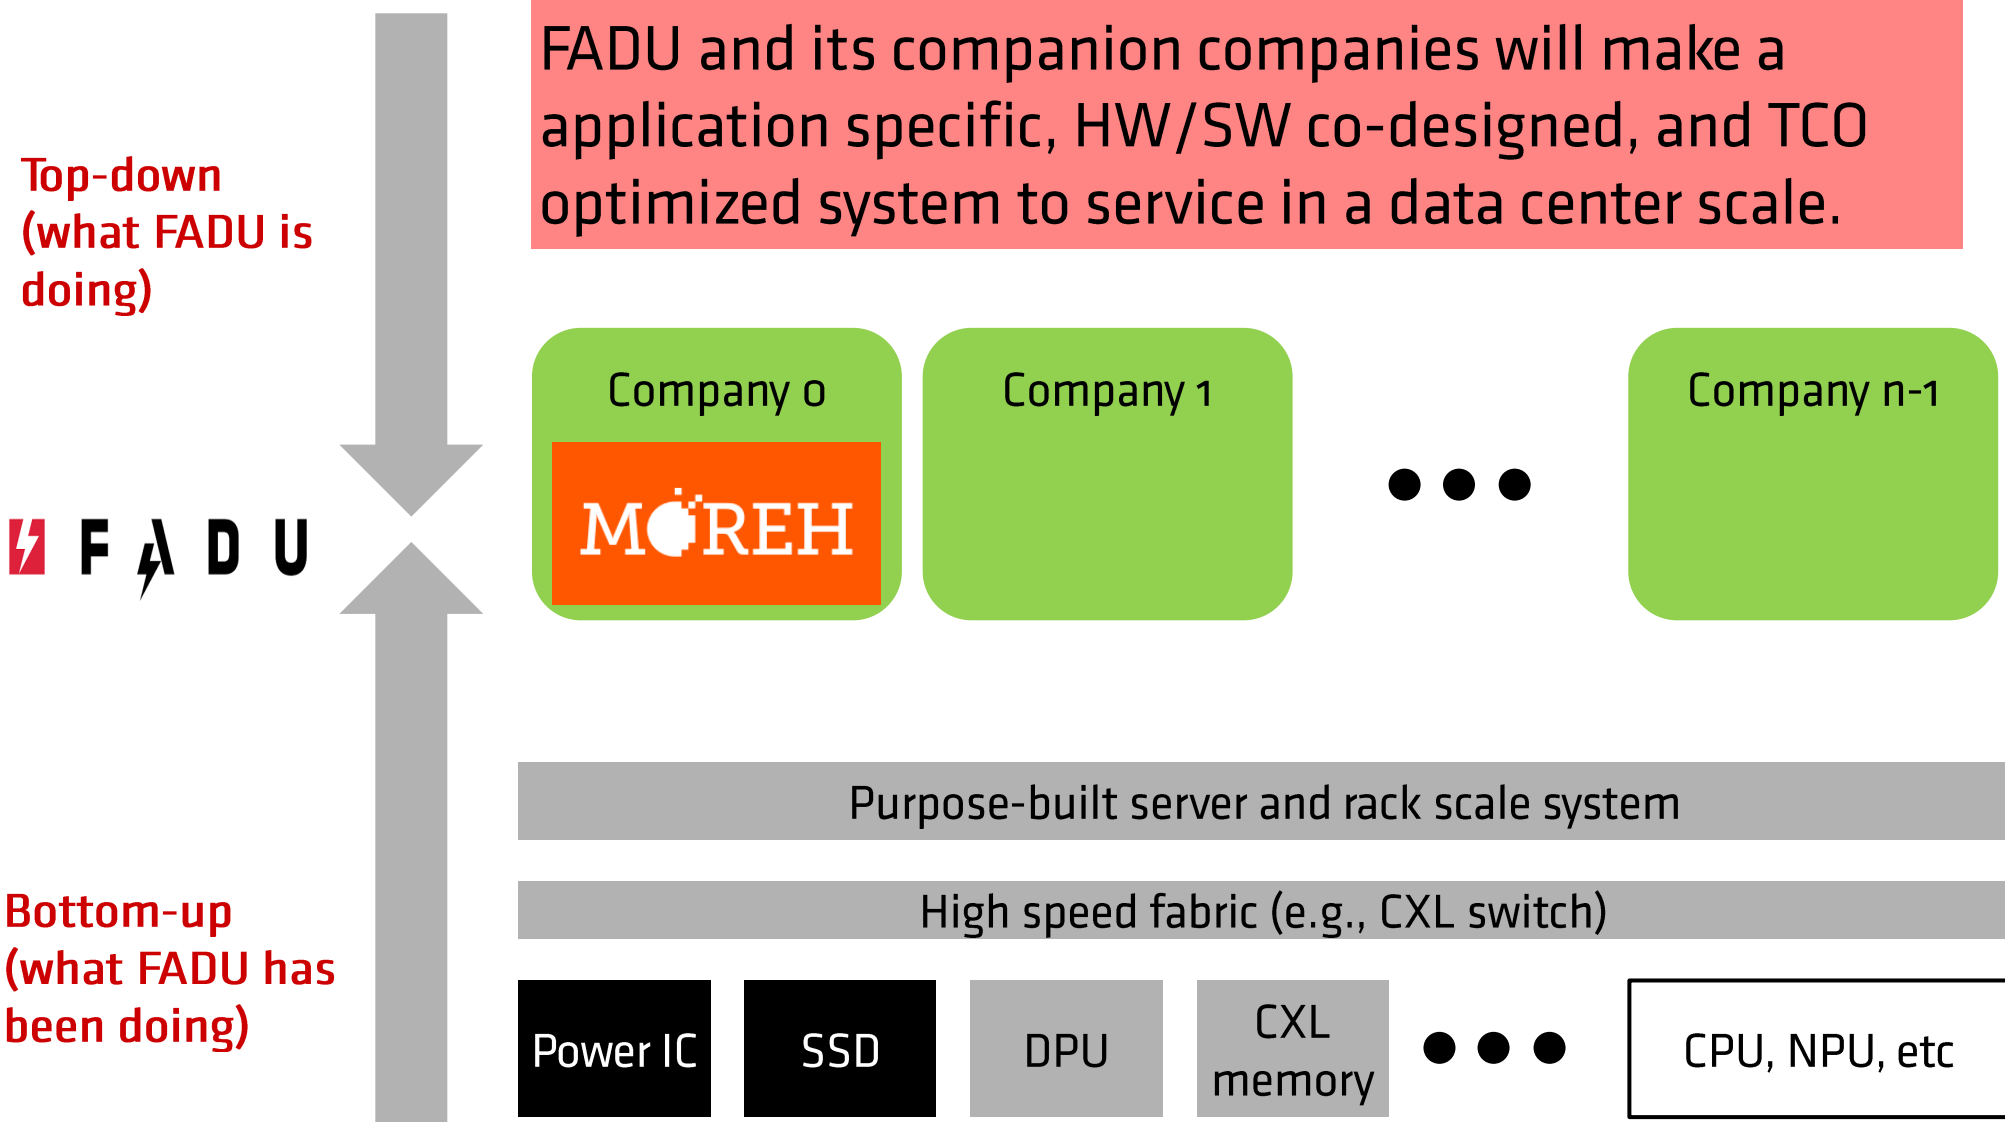 FADU and its companion companies will make a
application specific, HW/SW co-designed, and TCO
optimized system to service in a data center scale.
Top-down
(what FADU is
doing)
Company 0
Company 1
Company n-1
MOREH
FADU
Purpose-built server and rack scale system
High speed fabric (e.g., CXL switch)
Bottom-up
(what FADU has
been doing)
Power IC
SSD
DPU
CXL
memory
CPU, NPU, etc